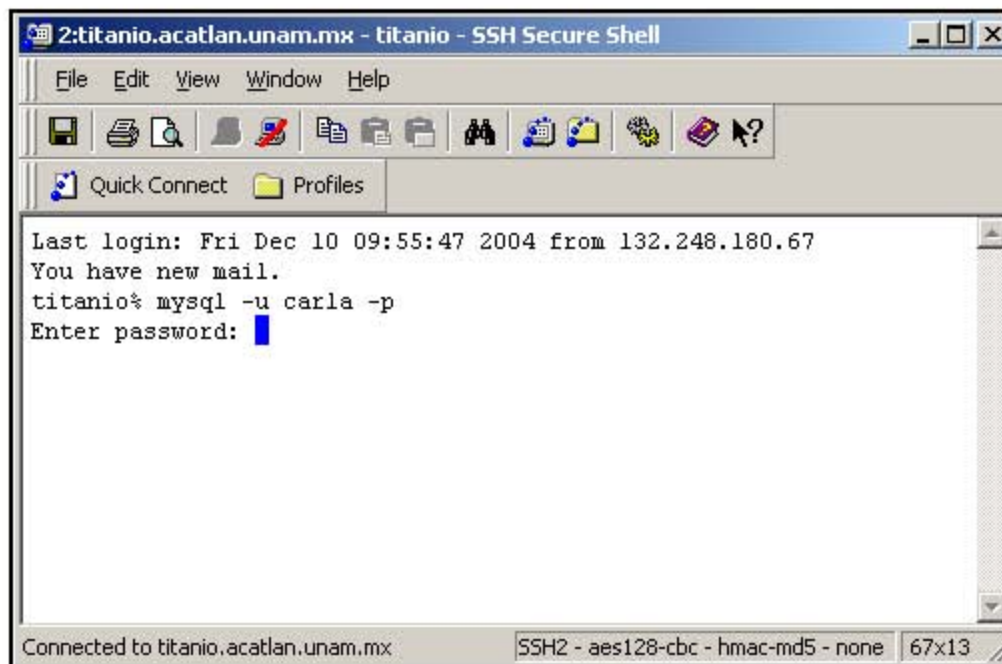 2:titanio.acatlan.unam.mx - titanio - SSH Secure Shell
File Edit View Window Help
Quick Connect Profiles
Last login: Fri Dec 10 09:55:47 2004 from 132.248.180.67
You have new mail.
titanio% mysql -u carla -p
Enter password:
Connected to titanio.acatlan.unam.mx SSH2 - aes128-cbc - hmac-md5 - none 67x13